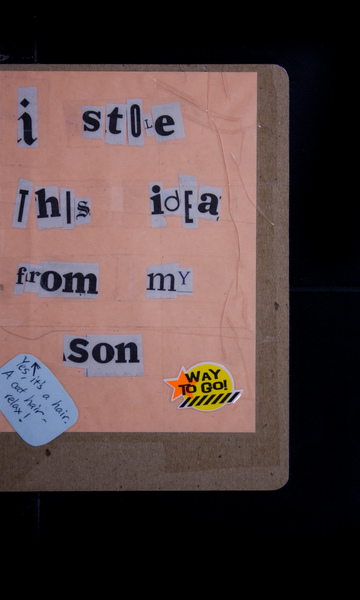 i stoLe
This idEa
from mY
son
WAY
TO GO!
Yes, it's a hair.
A cat hair-
relax!